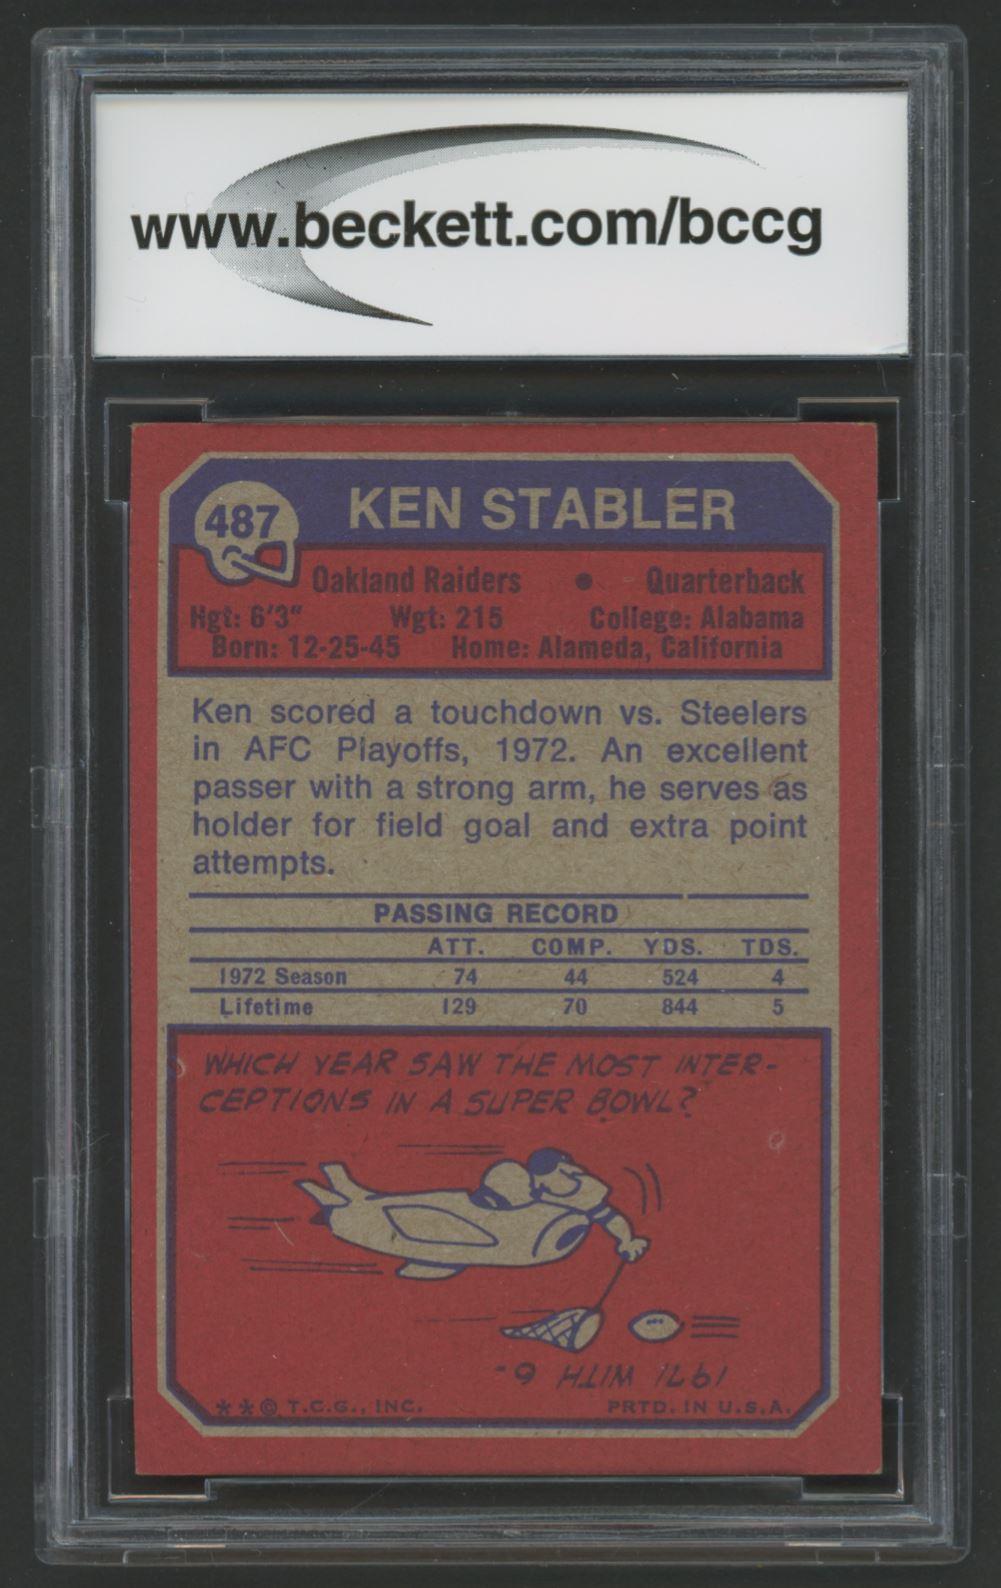 www.beckett.com/bccg
487
KEN STABLER
Oakland Raiders • Quarterback
Hgt: 6'3" Wgt: 215 College: Alabama
Born: 12-25-45 Home: Alameda, California
Ken scored a touchdown vs. Steelers
in AFC Playoffs, 1972. An excellent
passer with a strong arm, he serves as
holder for field goal and extra point
attempts.
PASSING RECORD
ATT. COMP. YDS. TDS.
1972 Season 74 44 524 4
Lifetime 129 70 844 5
WHICH YEAR SAW THE MOST INTER-
CEPTIONS IN A SUPER BOWL?
1971 WITH 6-
* * © T.C.G., INC. PRTD. IN U.S.A.